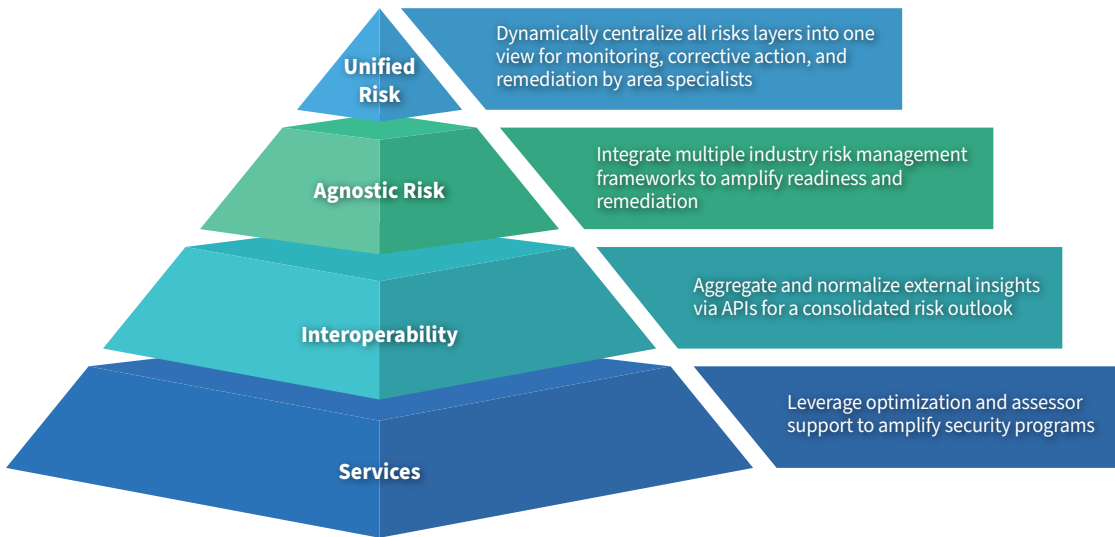 Unified
Risk
Dynamically centralize all risks layers into one
view for monitoring, corrective action, and
remediation by area specialists
Agnostic Risk
Integrate multiple industry risk management
frameworks to amplify readiness and
remediation
Interoperability
Aggregate and normalize external insights
via APIs for a consolidated risk outlook
Services
Leverage optimization and assessor
support to amplify security programs